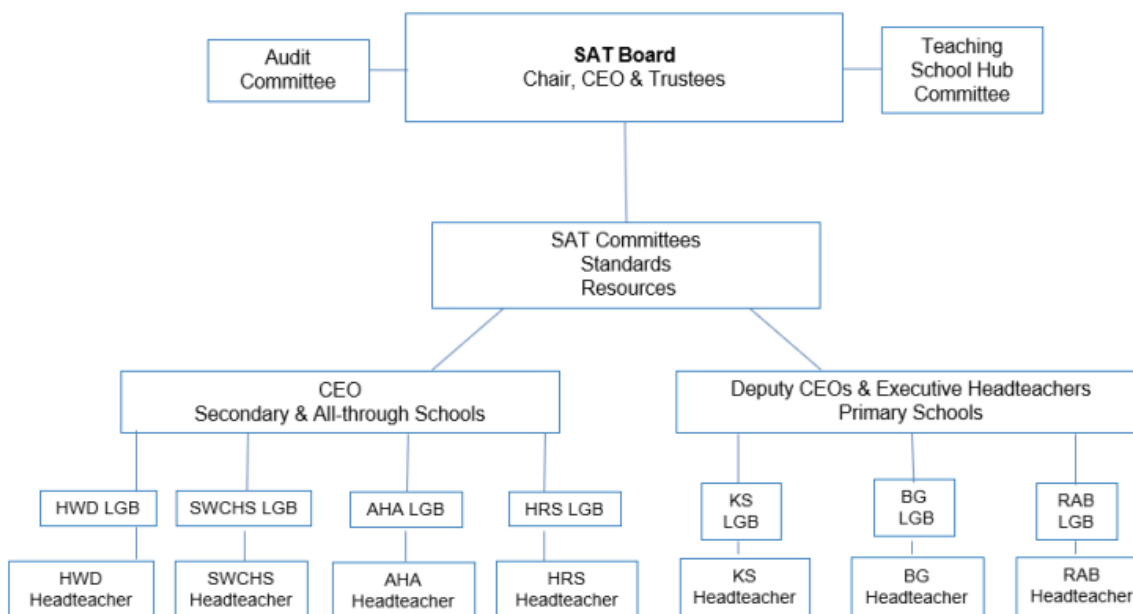 Audit
Committee
SAT Board
Chair, CEO & Trustees
Teaching
School Hub
Committee
SAT Committees
Standards
Resources
CEO
Secondary & All-through Schools
Deputy CEOs & Executive Headteachers
Primary Schools
HWD LGB
SWCHS LGB
AHA LGB
HRS LGB
KS
LGB
BG
LGB
RAB
LGB
HWD
Headteacher
SWCHS
Headteacher
AHA
Headteacher
HRS
Headteacher
KS
Headteacher
BG
Headteacher
RAB
Headteacher